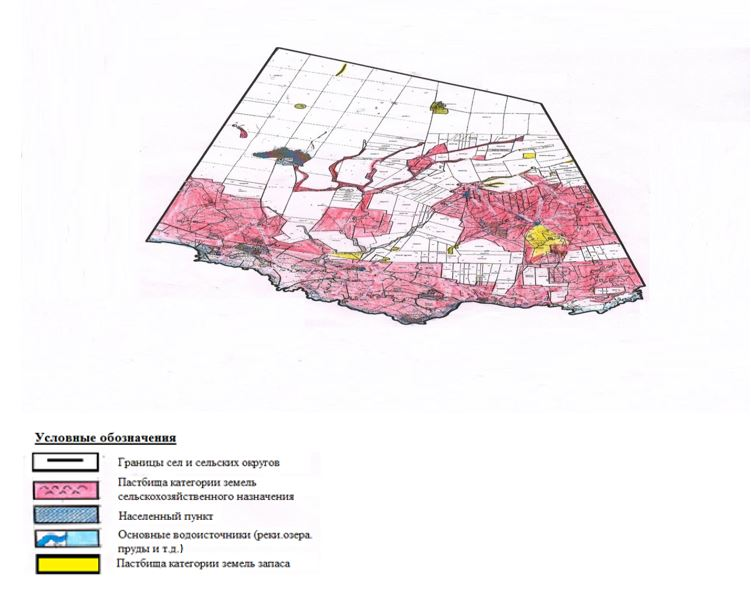 Условные обозначения
Границы сел и сельских округов
Пастбища категории земель
сельскохозяйственного назначения
Населенный пункт
Основные водоисточники (реки.озера.
пруды и т.д.)
Пастбища категории земель запаса